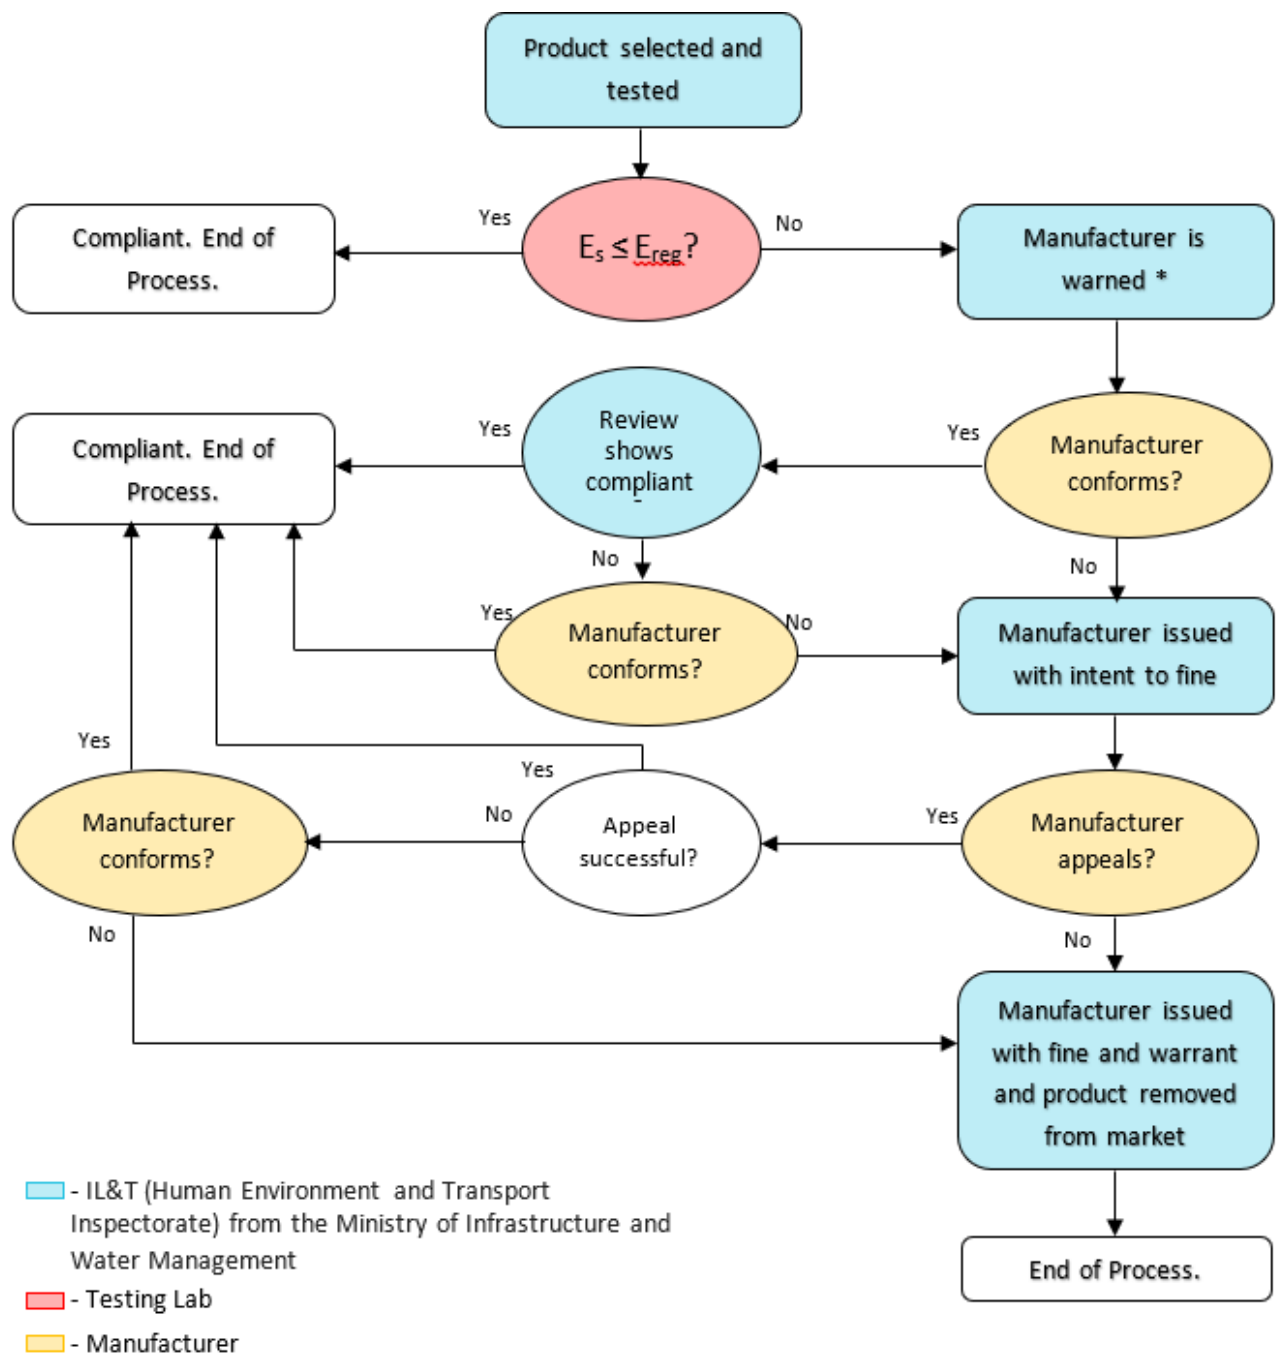 Product selected and
tested
Yes
No
Compliant. End of
Process.
Es ≤ Ereg?
Manufacturer is
warned *
Compliant. End of
Process.
Yes
Review
shows
compliant
-
Yes
Manufacturer
conforms?
No
No
Yes
Manufacturer
conforms?
No
Manufacturer issued
with intent to fine
Yes
Manufacturer
conforms?
No
Yes
Appeal
successful?
Yes
Manufacturer
appeals?
No
No
Manufacturer issued
with fine and warrant
and product removed
from market
End of Process.
- IL&T (Human Environment and Transport
Inspectorate) from the Ministry of Infrastructure and
Water Management
- Testing Lab
- Manufacturer